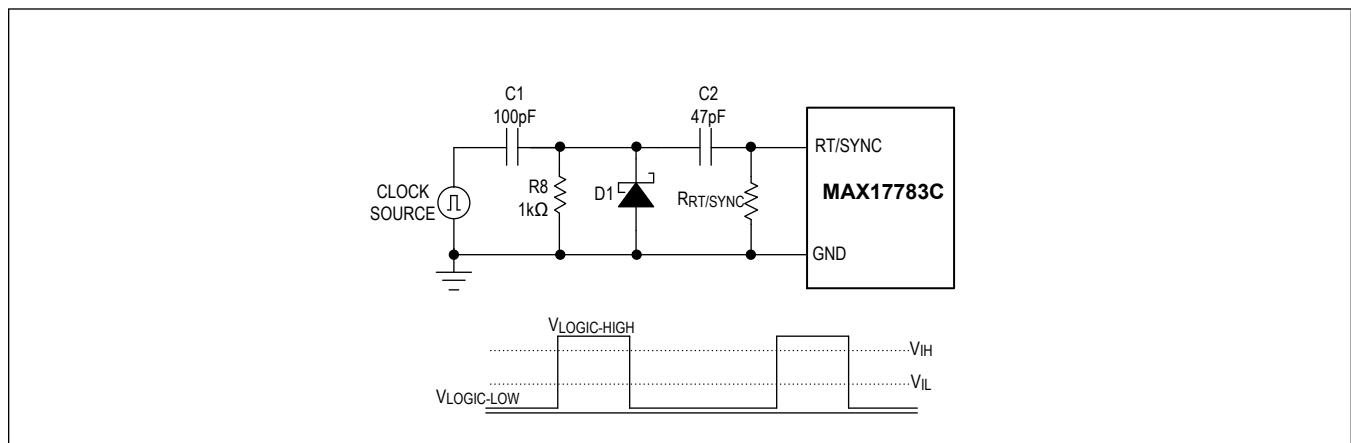 C1
100pF
C2
47pF
RT/SYNC
MAX17783C
CLOCK
SOURCE
R8
1kΩ
D1
RRT/SYNC
GND
VLOGIC-HIGH
VIH
VIL
VLOGIC-LOW